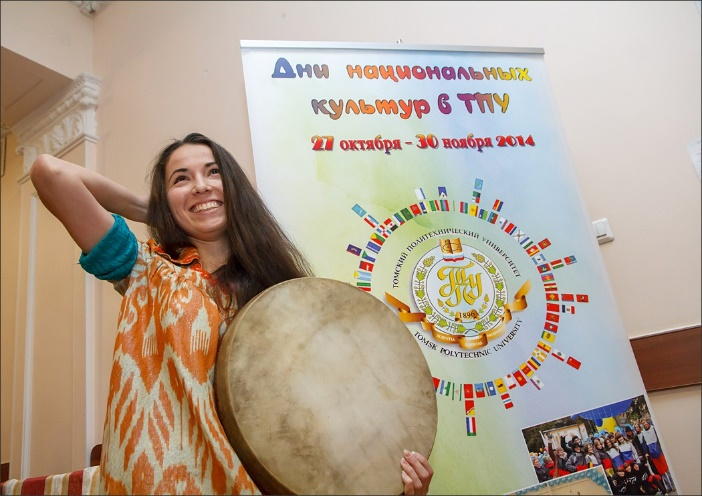 Дни национальных
культур в ТПУ
27 октября - 30 ноября 2014
ТОМСКИЙ ПОЛИТЕХНИЧЕСКИЙ УНИВЕРСИТЕТ
ТПУ
1896
TOMSK POLYTECHNIC UNIVERSITY